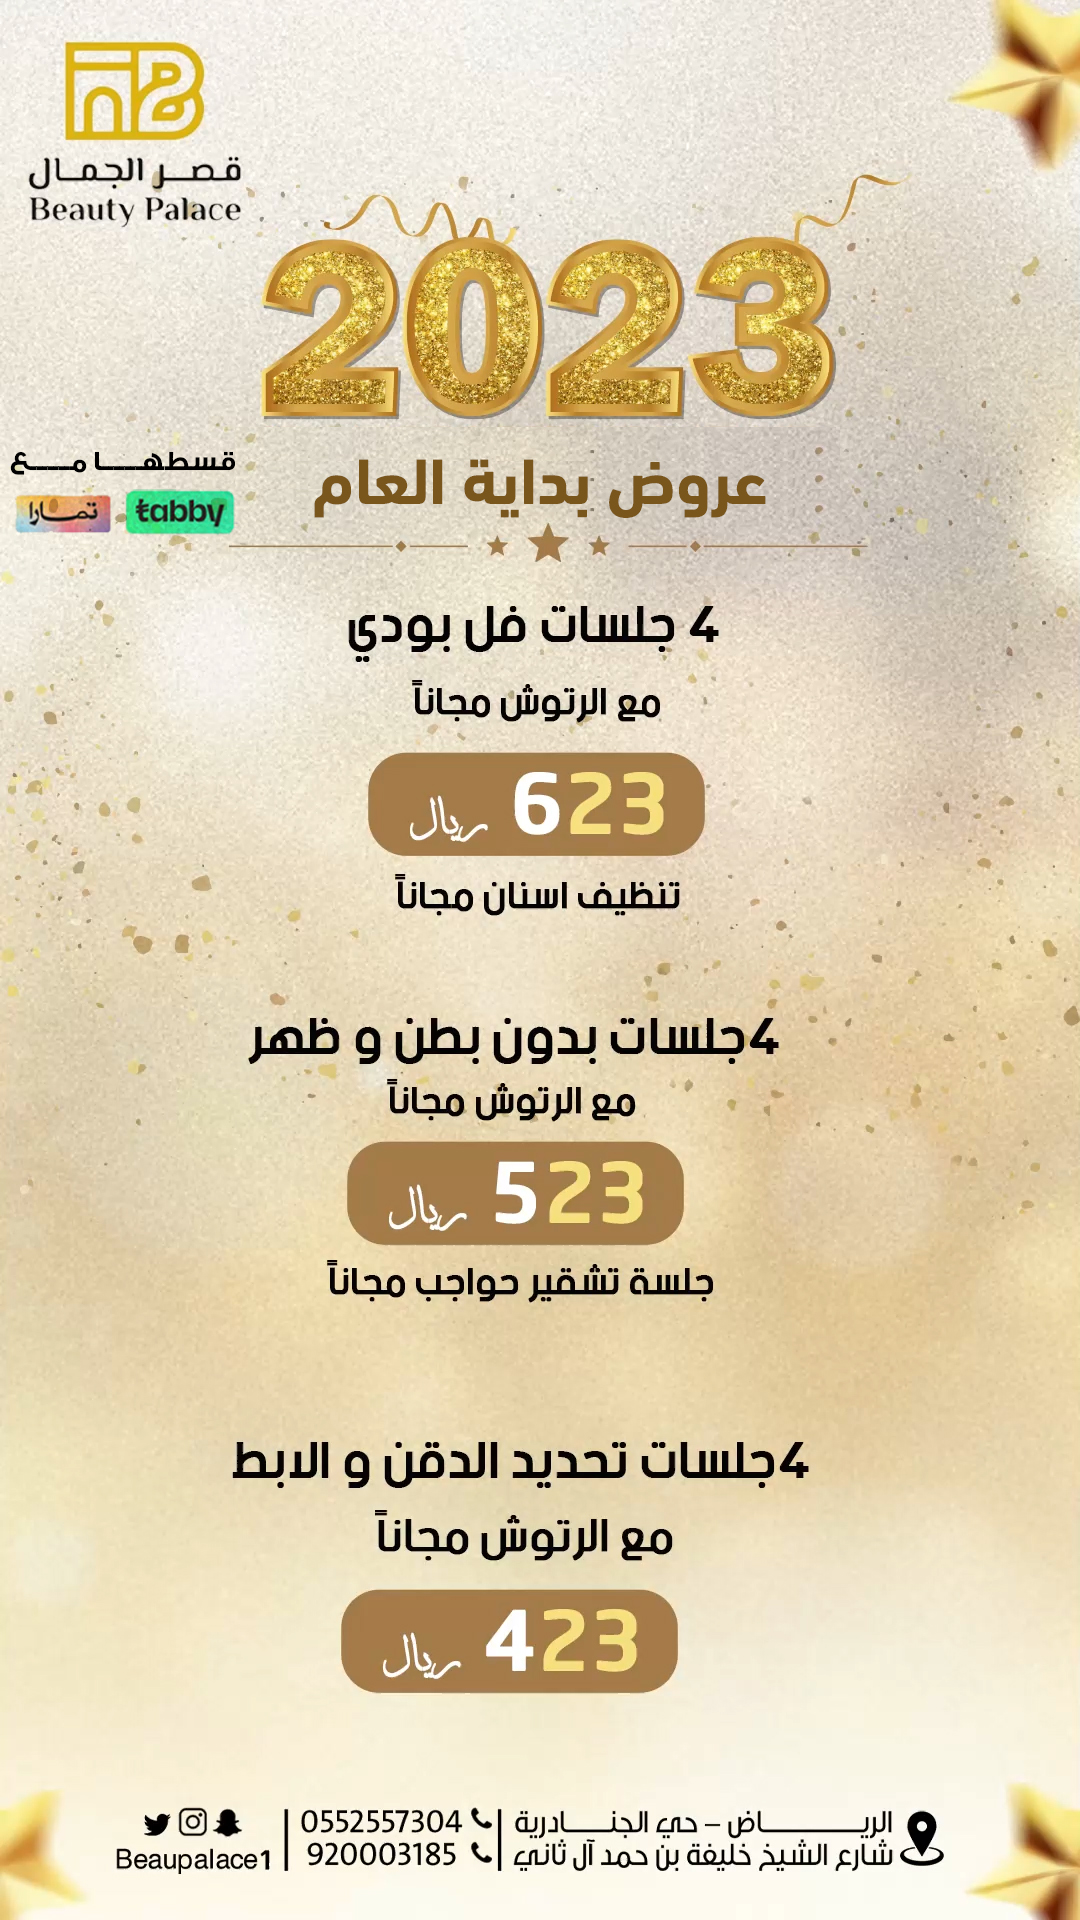 قصر الجمال
Beauty Palace
2023
عروض بداية العام
قسطها مع
تمارا tabby
4 جلسات فل بودي
مع الرتوش مجاناً
623 ريال
تنظيف اسنان مجاناً
4جلسات بدون بطن و ظهر
مع الرتوش مجاناً
523 ريال
جلسة تشقير حواجب مجاناً
4جلسات تحديد الدقن و الابط
مع الرتوش مجاناً
423 ريال
الرياض – حي الجنادرية
شارع الشيخ خليفة بن حمد آل ثاني
0552557304
920003185
Beaupalace1